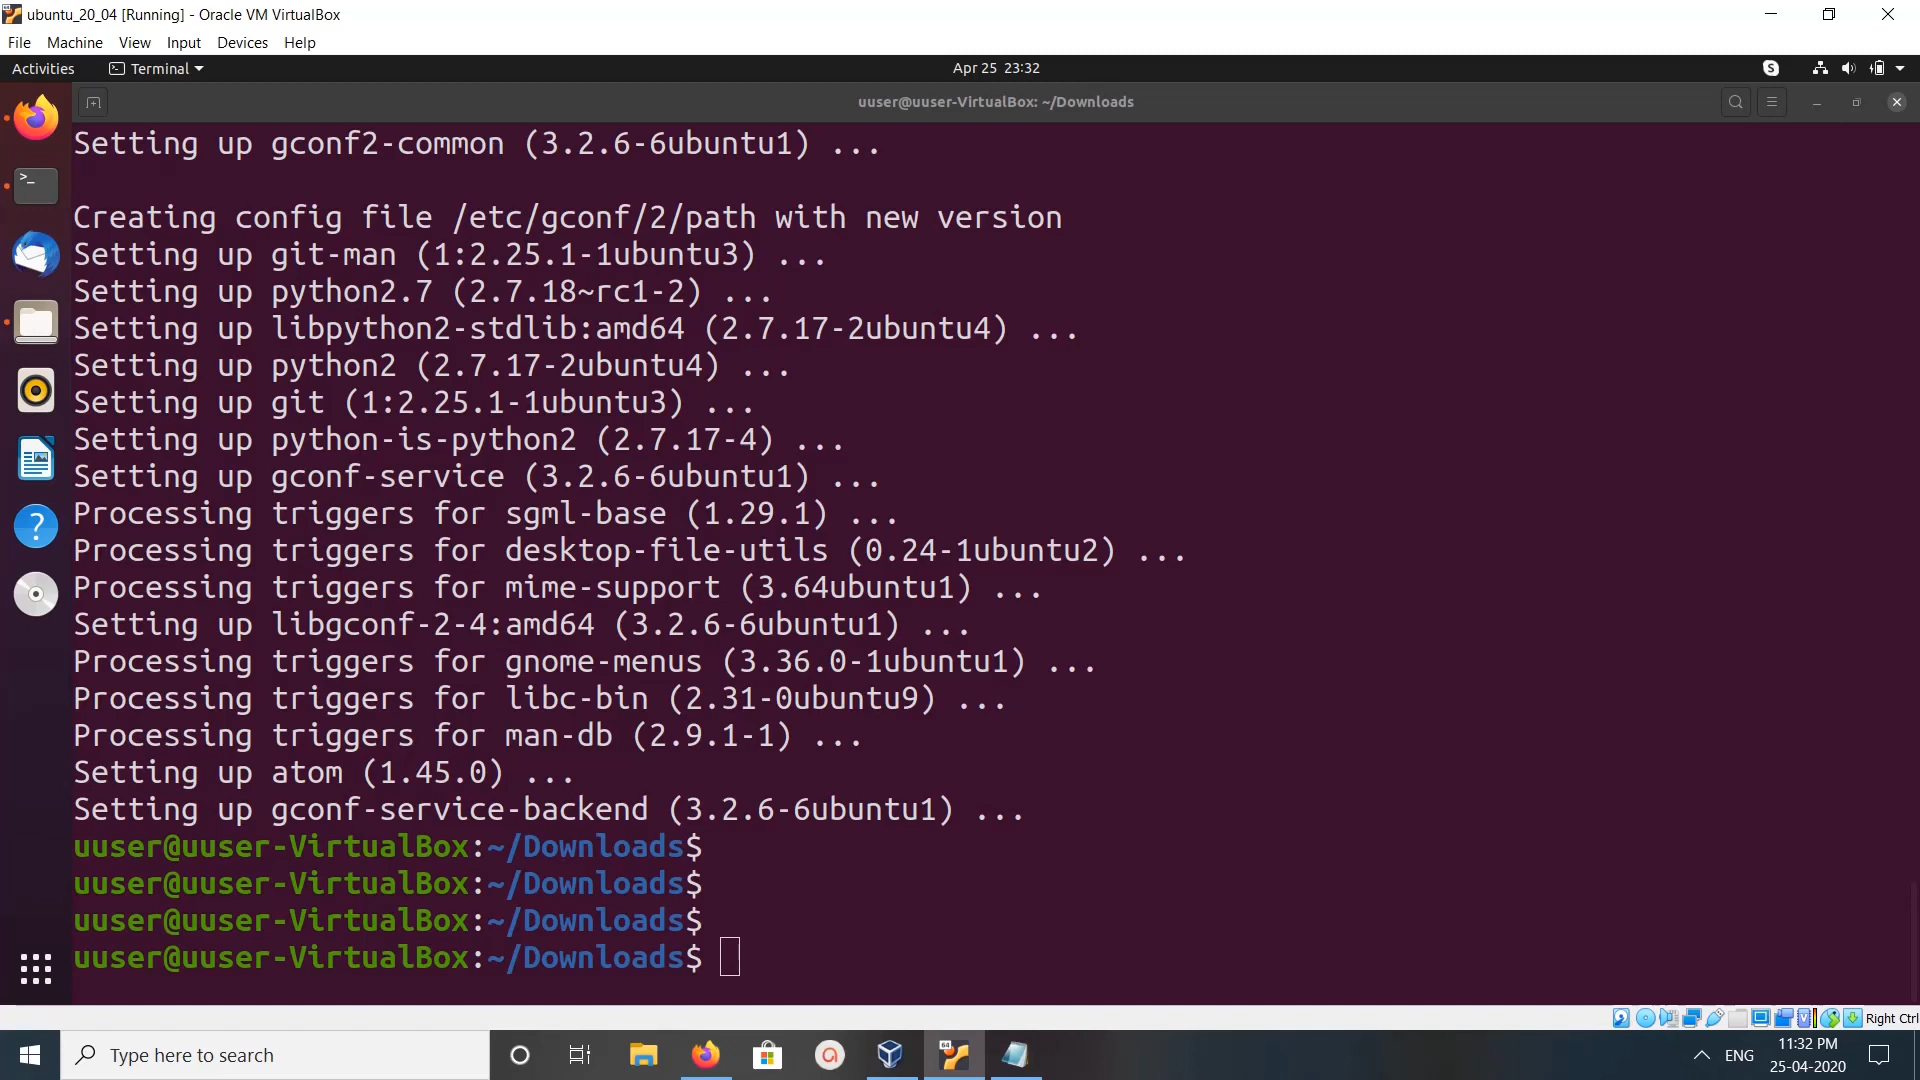 ubuntu_20_04 [Running] - Oracle VM VirtualBox
File Machine View Input Devices Help
Activities Terminal Apr 25 23:32
uuser@uuser-VirtualBox: ~/Downloads
Setting up gconf2-common (3.2.6-6ubuntu1) ...
Creating config file /etc/gconf/2/path with new version
Setting up git-man (1:2.25.1-1ubuntu3) ...
Setting up python2.7 (2.7.18~rc1-2) ...
Setting up libpython2-stdlib:amd64 (2.7.17-2ubuntu4) ...
Setting up python2 (2.7.17-2ubuntu4) ...
Setting up git (1:2.25.1-1ubuntu3) ...
Setting up python-is-python2 (2.7.17-4) ...
Setting up gconf-service (3.2.6-6ubuntu1) ...
Processing triggers for sgml-base (1.29.1) ...
Processing triggers for desktop-file-utils (0.24-1ubuntu2) ...
Processing triggers for mime-support (3.64ubuntu1) ...
Setting up libgconf-2-4:amd64 (3.2.6-6ubuntu1) ...
Processing triggers for gnome-menus (3.36.0-1ubuntu1) ...
Processing triggers for libc-bin (2.31-0ubuntu9) ...
Processing triggers for man-db (2.9.1-1) ...
Setting up atom (1.45.0) ...
Setting up gconf-service-backend (3.2.6-6ubuntu1) ...
uuser@uuser-VirtualBox:~/Downloads$
uuser@uuser-VirtualBox:~/Downloads$
uuser@uuser-VirtualBox:~/Downloads$
uuser@uuser-VirtualBox:~/Downloads$
Right Ctrl
Type here to search
ENG
11:32 PM
25-04-2020